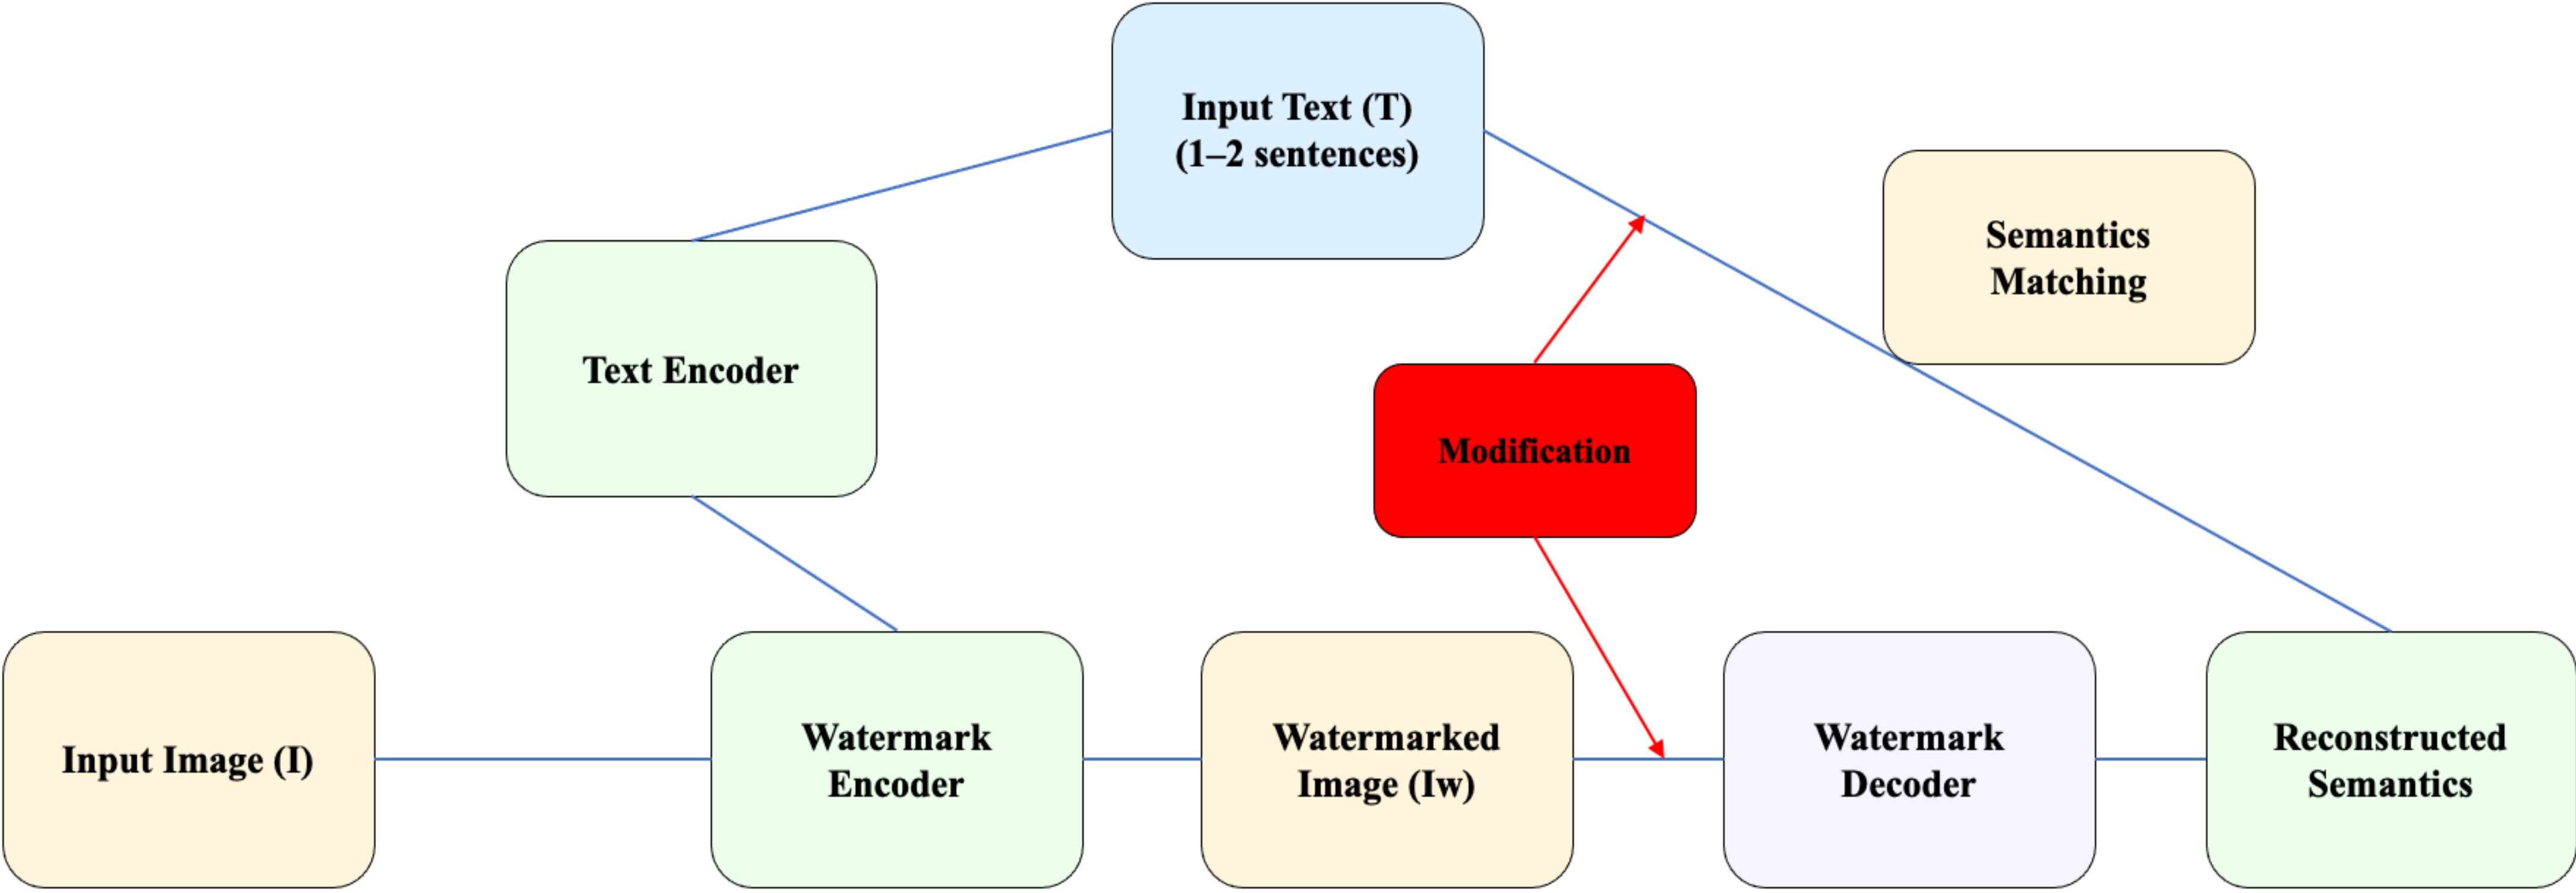 Input Text (T)
(1–2 sentences)
Semantics
Matching
Text Encoder
Modification
Input Image (I)
Watermark
Encoder
Watermarked
Image (Iw)
Watermark
Decoder
Reconstructed
Semantics